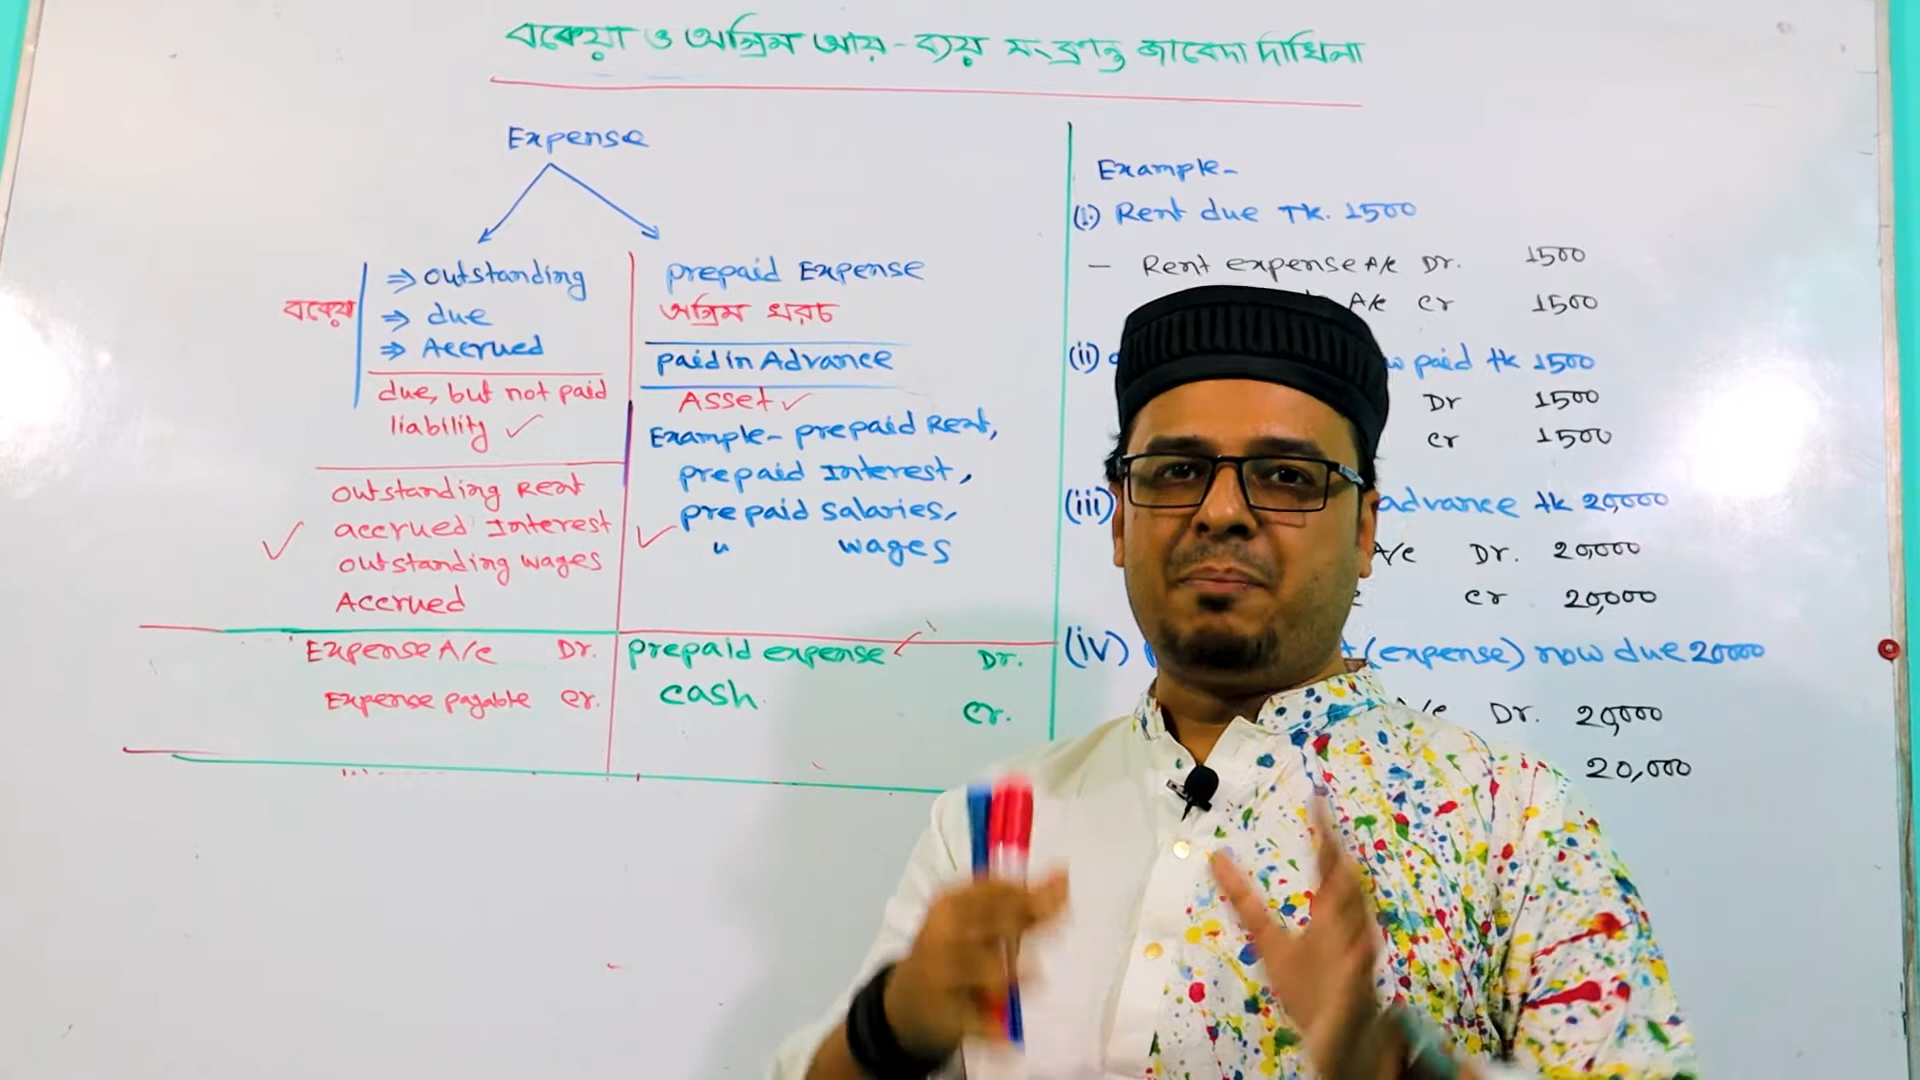 বকেয়া ও অগ্রিম আয় - ব্যয় সংক্রান্ত জাবেদা দাখিলা
Expense
বকেয়া
⇒ outstanding
⇒ due
⇒ Accrued
due, but not paid
liability ✓
outstanding Rent
accrued Interest
outstanding wages
Accrued
Expense A/c Dr.
Expense payable cr.
prepaid Expense
অগ্রিম খরচ
paid in Advance
Asset ✓
Example - prepaid Rent,
prepaid Interest,
prepaid salaries,
" wages
prepaid expense Dr.
cash Cr.
Example -
(i) Rent due Tk. 1500
— Rent expense A/c Dr. 1500
A/c cr 1500
(ii) paid tk 1500
Dr 1500
cr 1500
(iii) advance tk 20,000
A/c Dr. 20,000
cr 20,000
(iv) (expense) now due 20000
Dr. 20,000
20,000